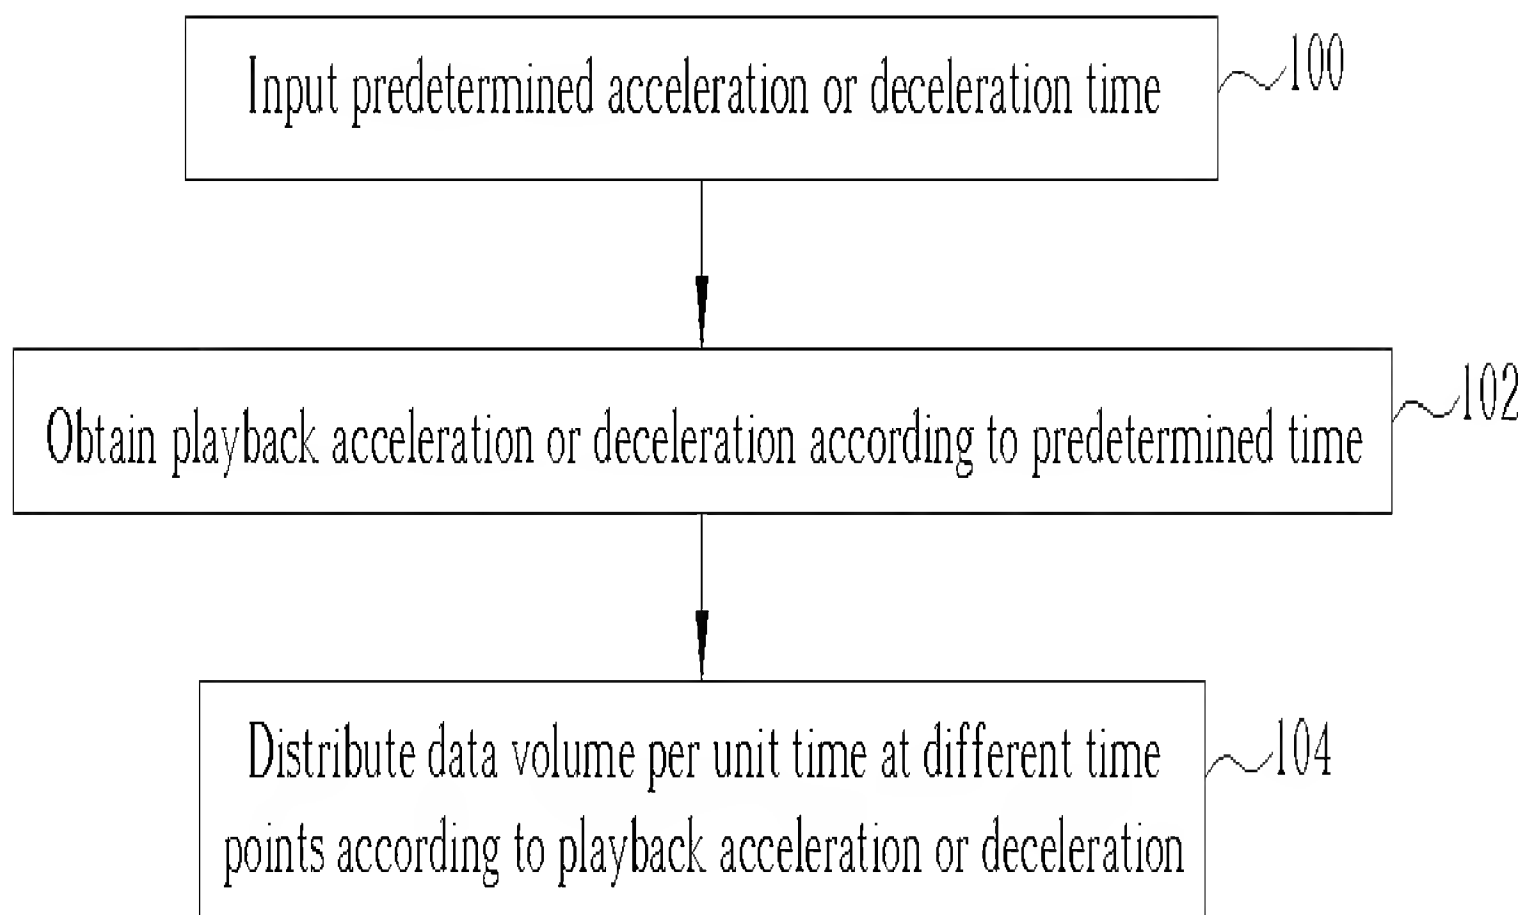 Input predetermined acceleration or deceleration time
100
Obtain playback acceleration or deceleration according to predetermined time
102
Distribute data volume per unit time at different time
points according to playback acceleration or deceleration
104